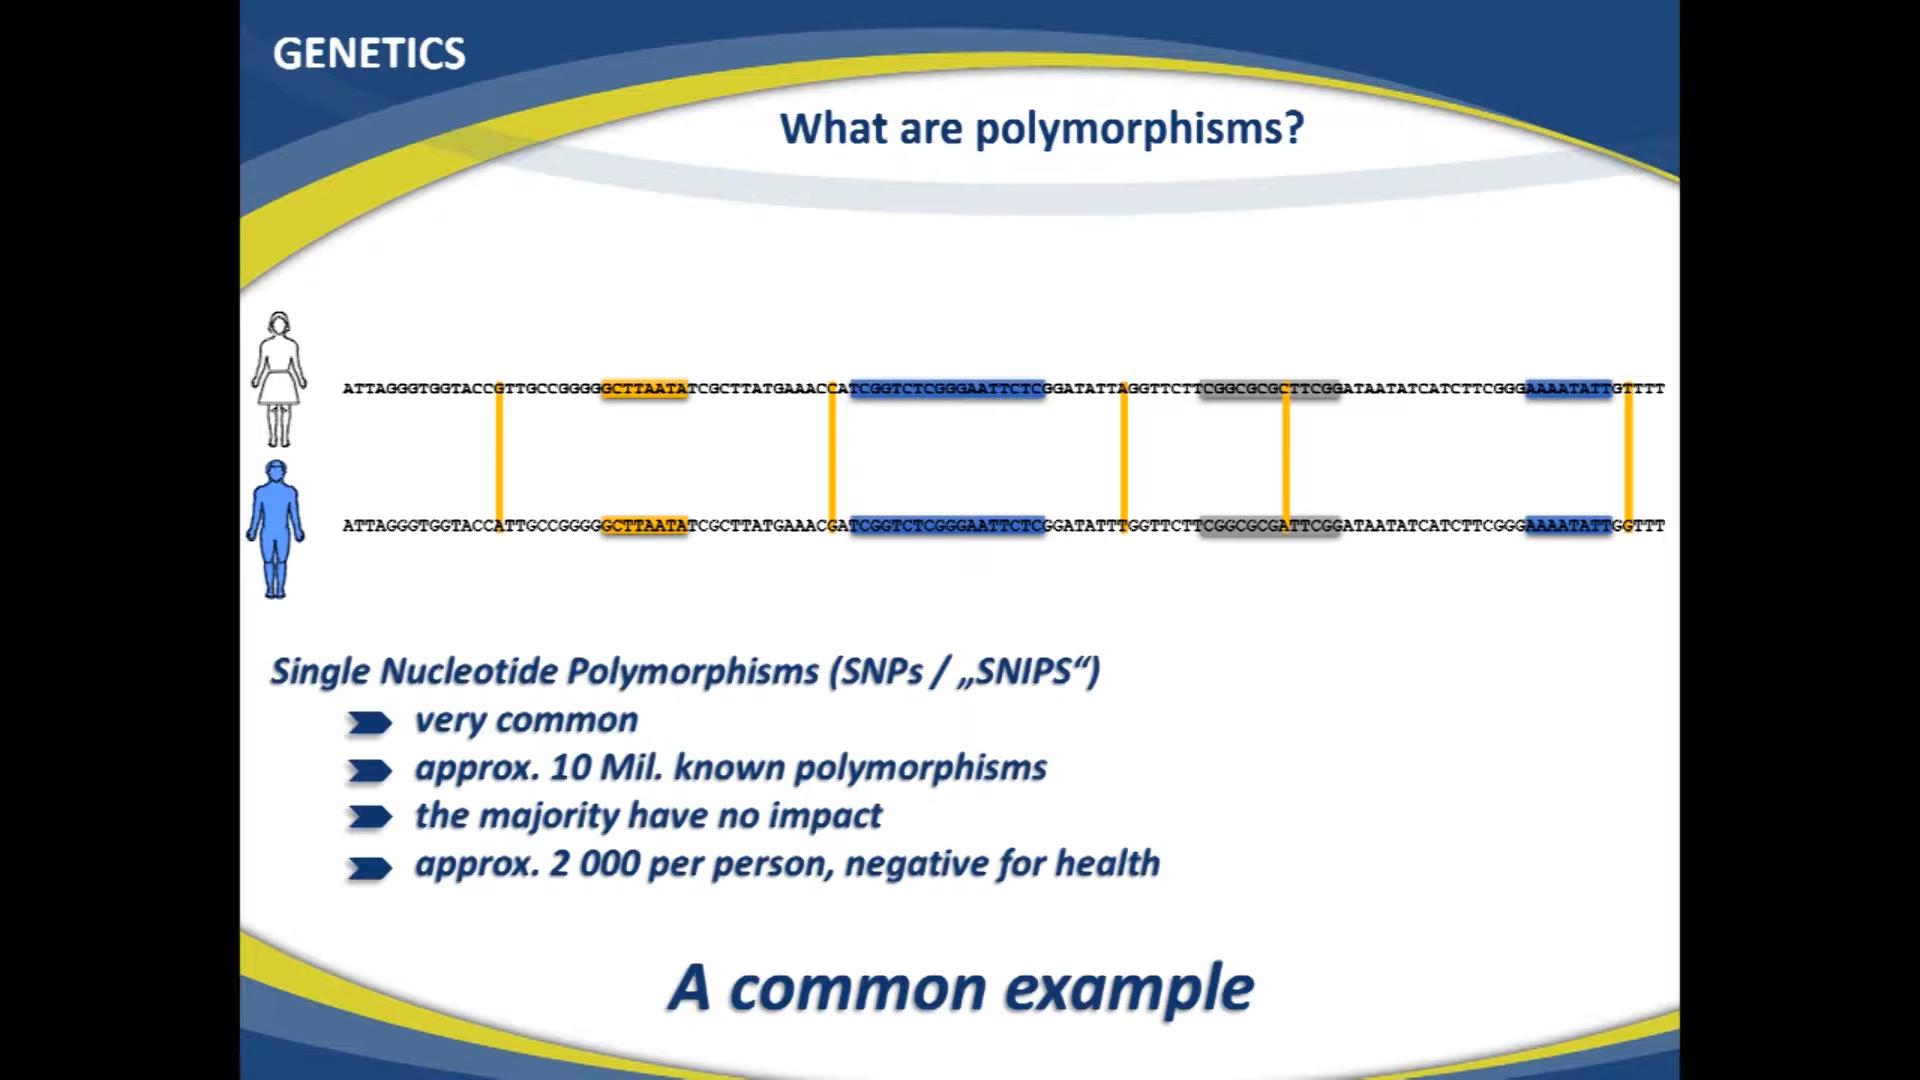 GENETICS
What are polymorphisms?
ATTAGGGTGGTACCGTTGCCGGGGGCTTAATATCGCTTATGAAACCATCGGTCTCGGGAATTCTCGGATATTAGGTTCTTCGGCGCGCTTCGGATAATATCATCTTCGGGAAAATATTGTTTT
ATTAGGGTGGTACCATTGCCGGGGGCTTAATATCGCTTATGAAACGATCGGTCTCGGGAATTCTCGGATATTTGGTTCTTCGGCGCGATTCGGATAATATCATCTTCGGGAAAATATTGGTTT
Single Nucleotide Polymorphisms (SNPs / „SNIPS“)
very common
approx. 10 Mil. known polymorphisms
the majority have no impact
approx. 2 000 per person, negative for health
A common example